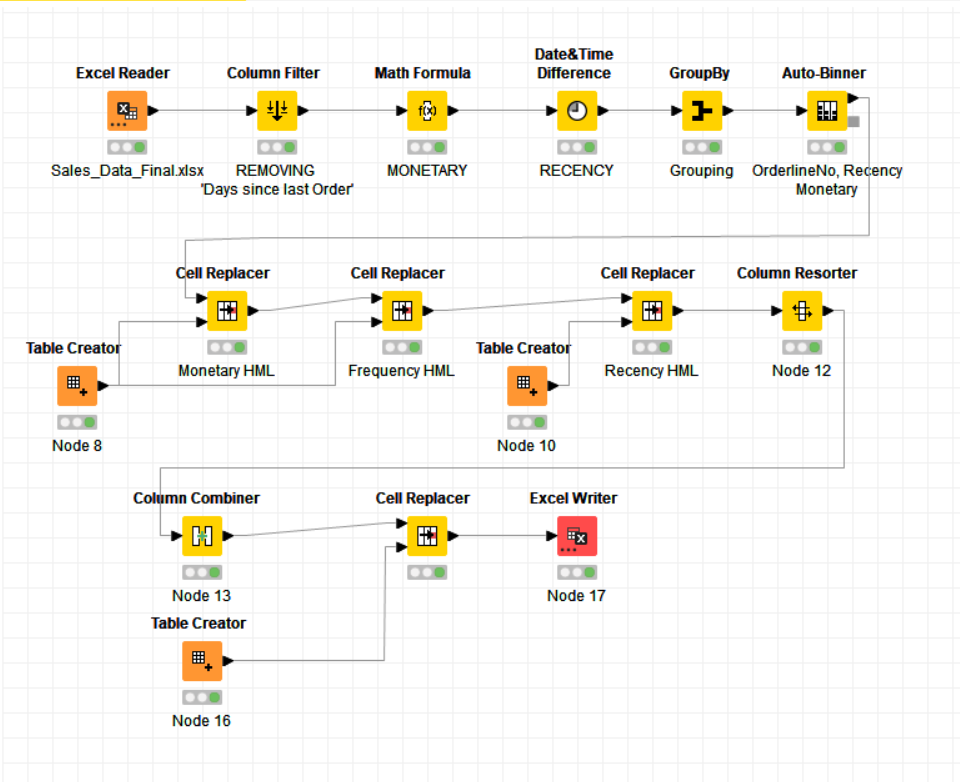 Excel Reader
Column Filter
Math Formula
Date&Time
Difference
GroupBy
Auto-Binner
f(x)
Sales_Data_Final.xlsx
REMOVING
'Days since last Order'
MONETARY
RECENCY
Grouping
OrderlineNo, Recency
Monetary
Cell Replacer
Cell Replacer
Cell Replacer
Column Resorter
Monetary HML
Frequency HML
Recency HML
Node 12
Table Creator
Node 8
Table Creator
Node 10
Column Combiner
Cell Replacer
Excel Writer
Node 13
Node 17
Table Creator
Node 16